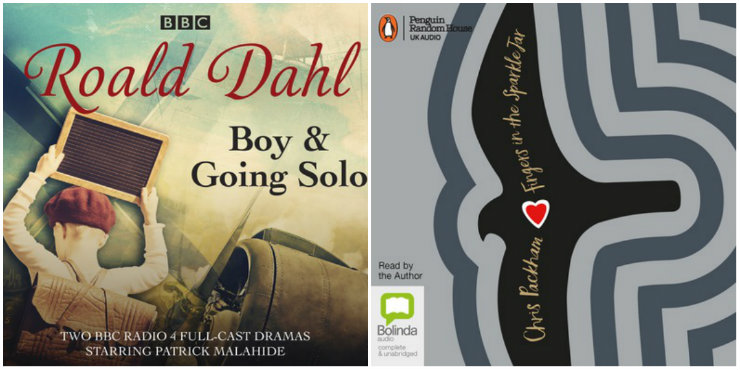 BBC
Roald Dahl
Boy &
Going Solo
TWO BBC RADIO 4 FULL-CAST DRAMAS
STARRING PATRICK MALAHIDE
Penguin
Random House
UK AUDIO
Chris Packham Fingers in the Sparkle Jar
Read by
the Author
Bolinda
audio
complete
& unabridged